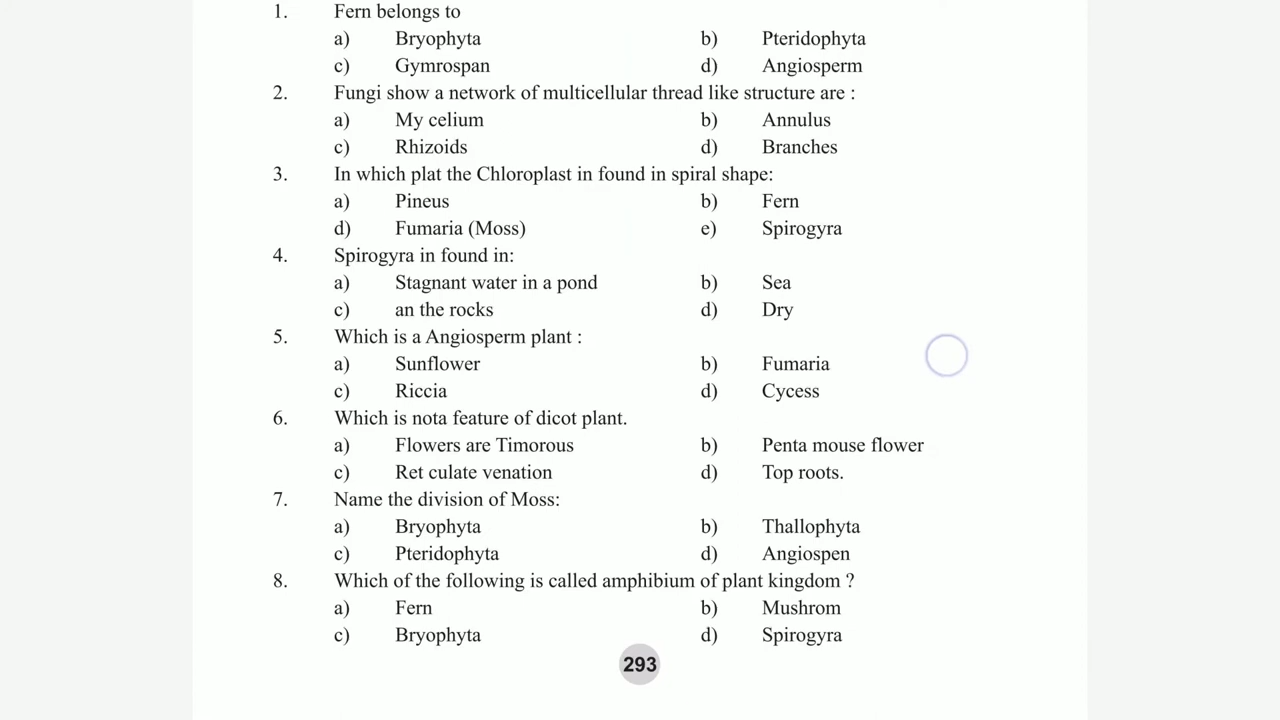 1. Fern belongs to
a) Bryophyta b) Pteridophyta
c) Gymrospan d) Angiosperm
2. Fungi show a network of multicellular thread like structure are :
a) My celium b) Annulus
c) Rhizoids d) Branches
3. In which plat the Chloroplast in found in spiral shape:
a) Pineus b) Fern
d) Fumaria (Moss) e) Spirogyra
4. Spirogyra in found in:
a) Stagnant water in a pond b) Sea
c) an the rocks d) Dry
5. Which is a Angiosperm plant :
a) Sunflower b) Fumaria
c) Riccia d) Cycess
6. Which is nota feature of dicot plant.
a) Flowers are Timorous b) Penta mouse flower
c) Ret culate venation d) Top roots.
7. Name the division of Moss:
a) Bryophyta b) Thallophyta
c) Pteridophyta d) Angiospen
8. Which of the following is called amphibium of plant kingdom ?
a) Fern b) Mushrom
c) Bryophyta d) Spirogyra
293